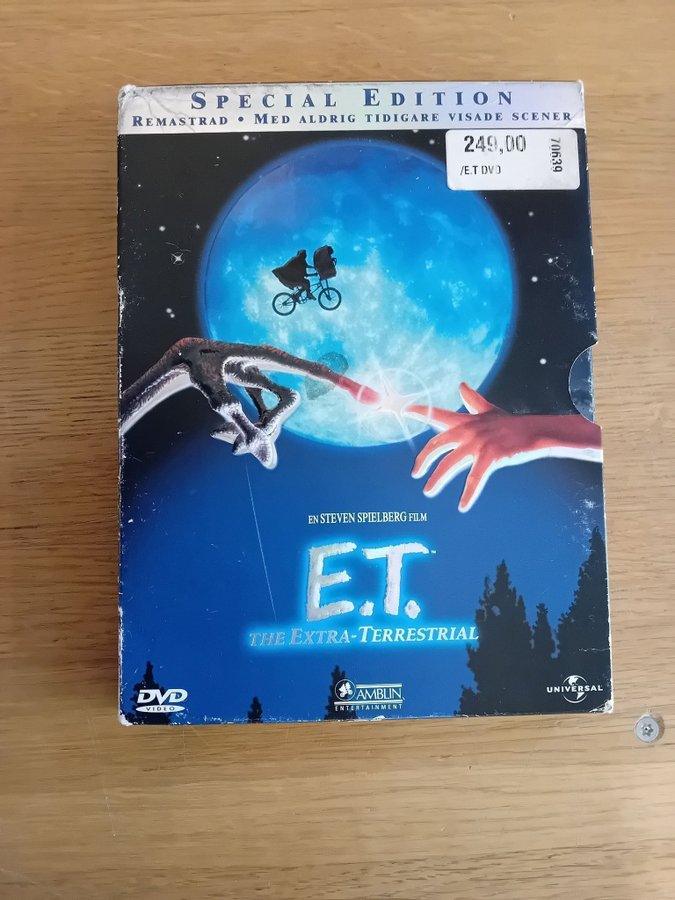 SPECIAL EDITION
REMASTRAD • MED ALDRIG TIDIGARE VISADE SCENER
249,00
/E.T DVD
70639
EN STEVEN SPIELBERG FILM
E.T.™
THE EXTRA-TERRESTRIAL
DVD
VIDEO
AMBLIN
ENTERTAINMENT
UNIVERSAL